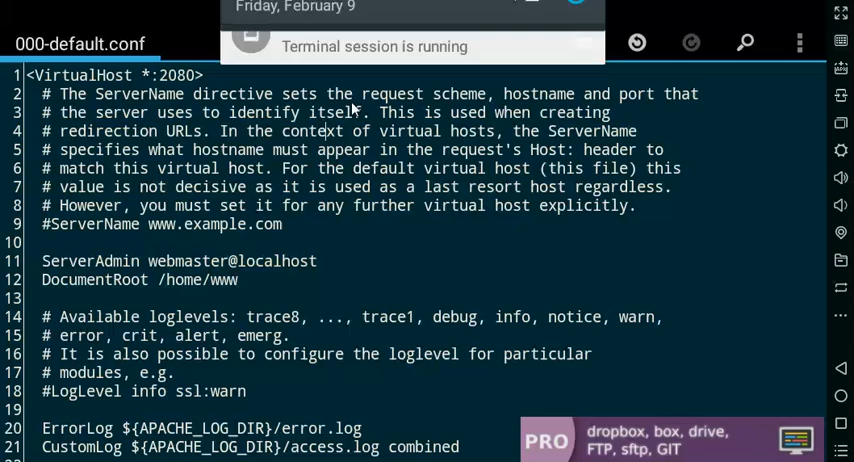 Friday, February 9
Terminal session is running
000-default.conf
1 <VirtualHost *:2080>
2 # The ServerName directive sets the request scheme, hostname and port that
3 # the server uses to identify itself. This is used when creating
4 # redirection URLs. In the context of virtual hosts, the ServerName
5 # specifies what hostname must appear in the request's Host: header to
6 # match this virtual host. For the default virtual host (this file) this
7 # value is not decisive as it is used as a last resort host regardless.
8 # However, you must set it for any further virtual host explicitly.
9 #ServerName www.example.com
10
11 ServerAdmin webmaster@localhost
12 DocumentRoot /home/www
13
14 # Available loglevels: trace8, ..., trace1, debug, info, notice, warn,
15 # error, crit, alert, emerg.
16 # It is also possible to configure the loglevel for particular
17 # modules, e.g.
18 #LogLevel info ssl:warn
19
20 ErrorLog ${APACHE_LOG_DIR}/error.log
21 CustomLog ${APACHE_LOG_DIR}/access.log combined
PRO
dropbox, box, drive,
FTP, sftp, GIT